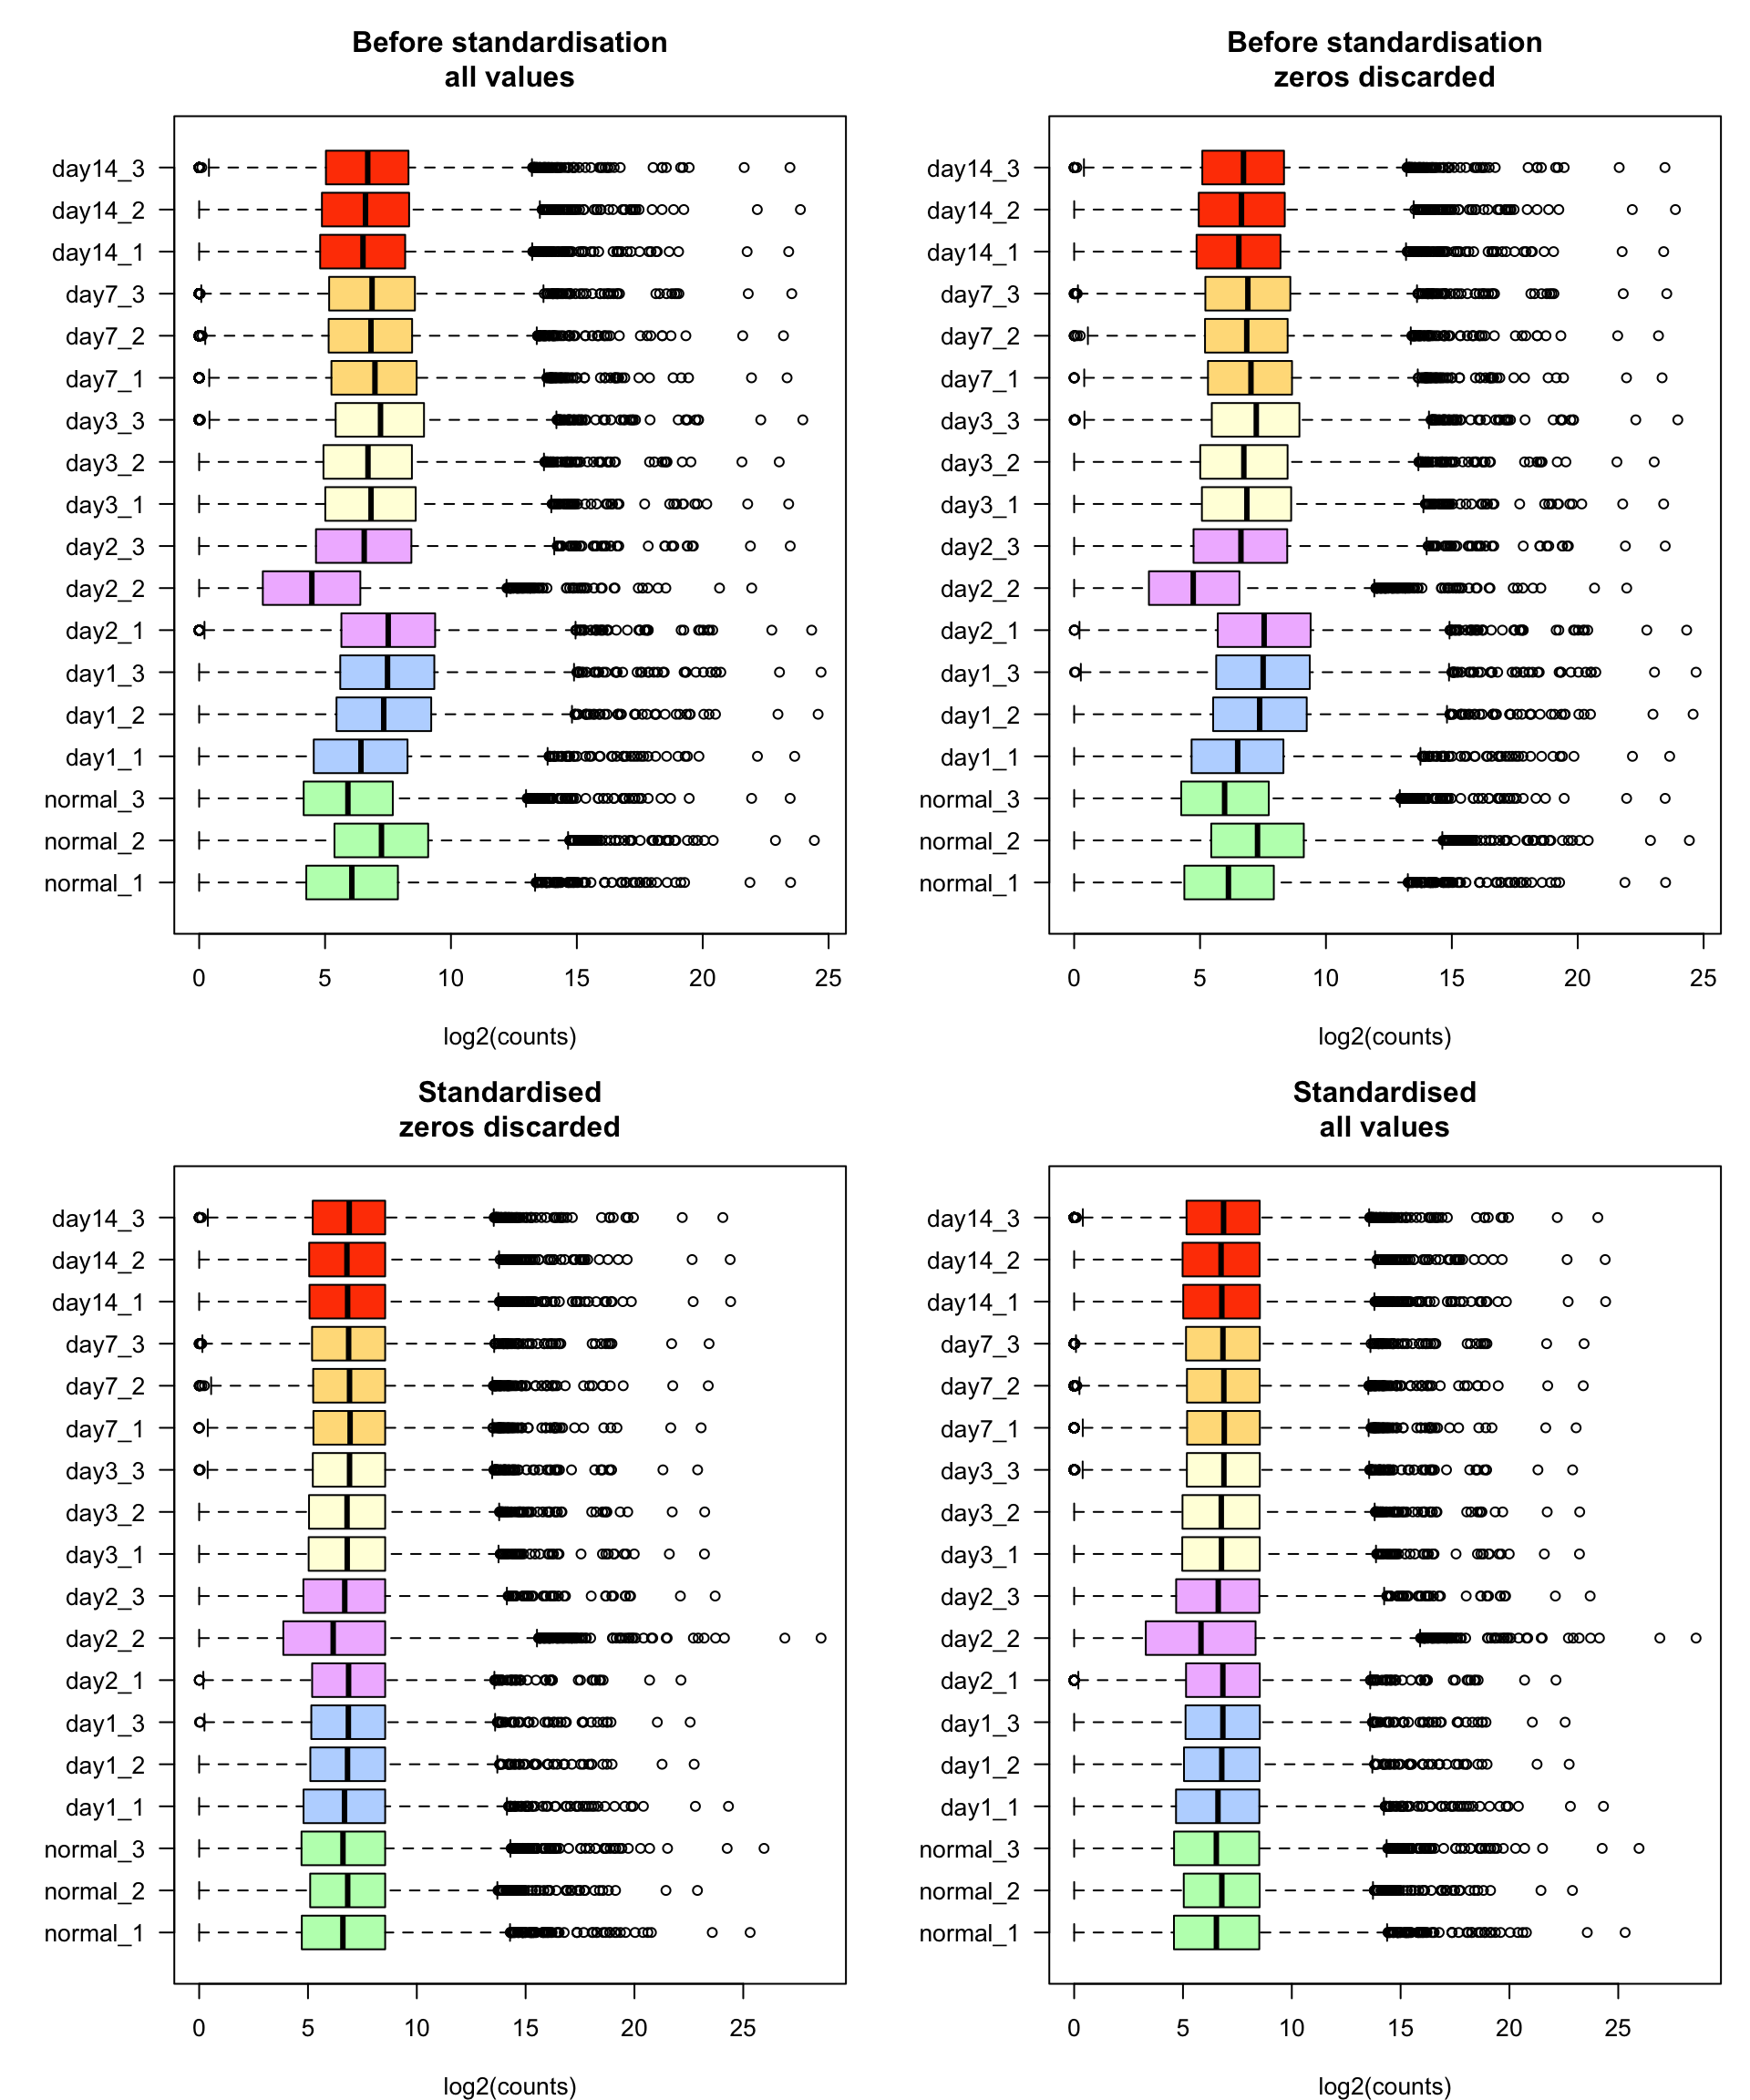 Before standardisation
all values
day14_3
day14_2
day14_1
day7_3
day7_2
day7_1
day3_3
day3_2
day3_1
day2_3
day2_2
day2_1
day1_3
day1_2
day1_1
normal_3
normal_2
normal_1
0 5 10 15 20 25
log2(counts)
Before standardisation
zeros discarded
day14_3
day14_2
day14_1
day7_3
day7_2
day7_1
day3_3
day3_2
day3_1
day2_3
day2_2
day2_1
day1_3
day1_2
day1_1
normal_3
normal_2
normal_1
0 5 10 15 20 25
log2(counts)
Standardised
zeros discarded
day14_3
day14_2
day14_1
day7_3
day7_2
day7_1
day3_3
day3_2
day3_1
day2_3
day2_2
day2_1
day1_3
day1_2
day1_1
normal_3
normal_2
normal_1
0 5 10 15 20 25
log2(counts)
Standardised
all values
day14_3
day14_2
day14_1
day7_3
day7_2
day7_1
day3_3
day3_2
day3_1
day2_3
day2_2
day2_1
day1_3
day1_2
day1_1
normal_3
normal_2
normal_1
0 5 10 15 20 25
log2(counts)